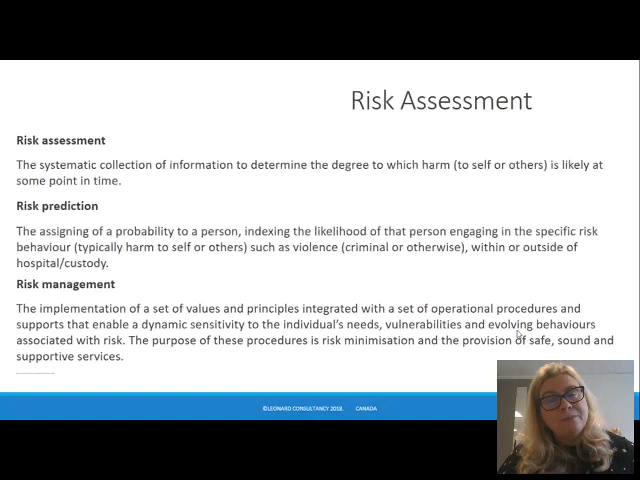 Risk Assessment
Risk assessment
The systematic collection of information to determine the degree to which harm (to self or others) is likely at
some point in time.
Risk prediction
The assigning of a probability to a person, indexing the likelihood of that person engaging in the specific risk
behaviour (typically harm to self or others) such as violence (criminal or otherwise), within or outside of
hospital/custody.
Risk management
The implementation of a set of values and principles integrated with a set of operational procedures and
supports that enable a dynamic sensitivity to the individual's needs, vulnerabilities and evolving behaviours
associated with risk. The purpose of these procedures is risk minimisation and the provision of safe, sound and
supportive services.
©LEONARD CONSULTANCY 2018. CANADA